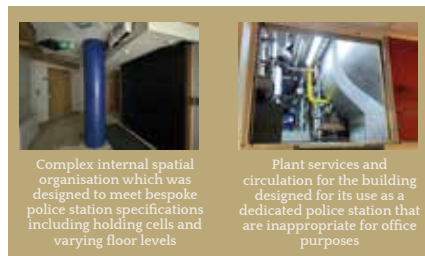 Complex internal spatial
organisation which was
designed to meet bespoke
police station specifications
including holding cells and
varying floor levels
Plant services and
circulation for the building
designed for its use as a
dedicated police station that
are inappropriate for office
purposes